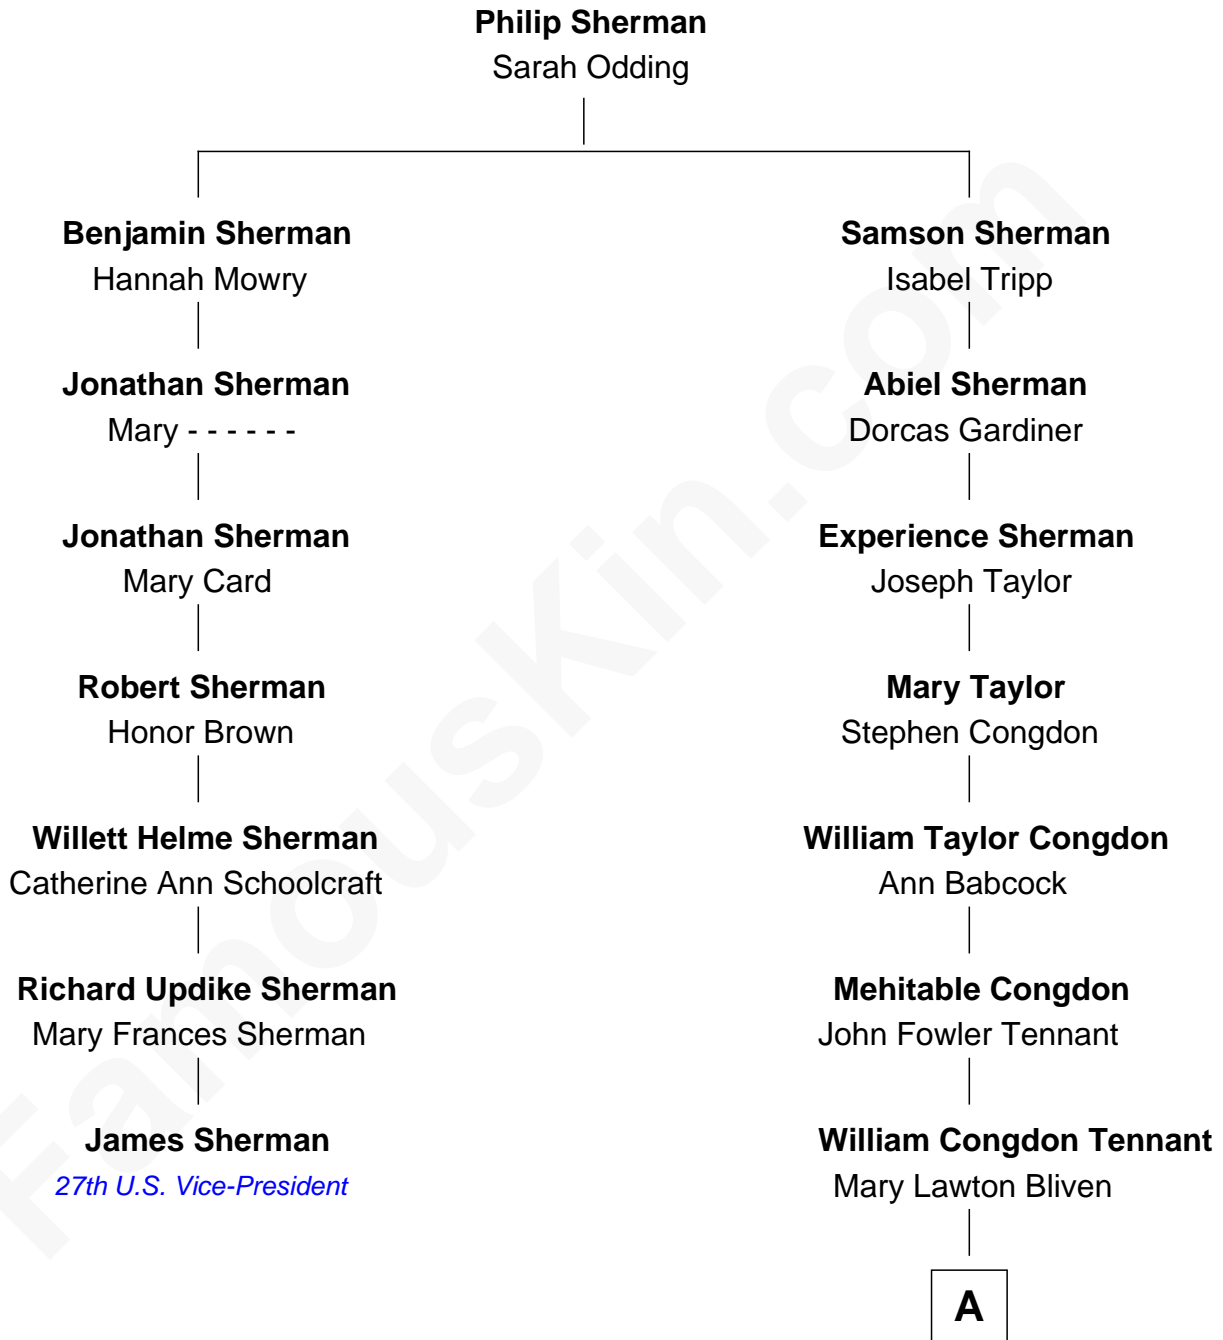 Philip Sherman
Sarah Odding
Benjamin Sherman
Hannah Mowry
Samson Sherman
Isabel Tripp
Jonathan Sherman
Mary - - - - - -
Abiel Sherman
Dorcas Gardiner
Jonathan Sherman
Mary Card
Experience Sherman
Joseph Taylor
Robert Sherman
Honor Brown
Mary Taylor
Stephen Congdon
Willett Helme Sherman
Catherine Ann Schoolcraft
William Taylor Congdon
Ann Babcock
Richard Updike Sherman
Mary Frances Sherman
Mehitable Congdon
John Fowler Tennant
James Sherman
27th U.S. Vice-President
William Congdon Tennant
Mary Lawton Bliven
A
FamousKin.com